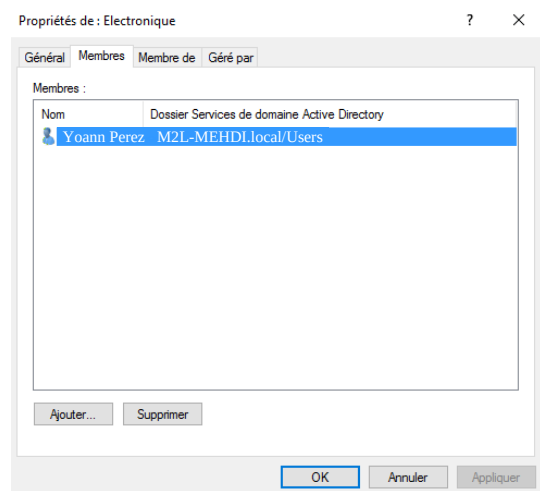 Propriétés de : Electronique ? ×
Général Membres Membre de Géré par
Membres :
Nom Dossier Services de domaine Active Directory
Yoann Perez M2L-MEHDI.local/Users
Ajouter... Supprimer
OK Annuler Appliquer